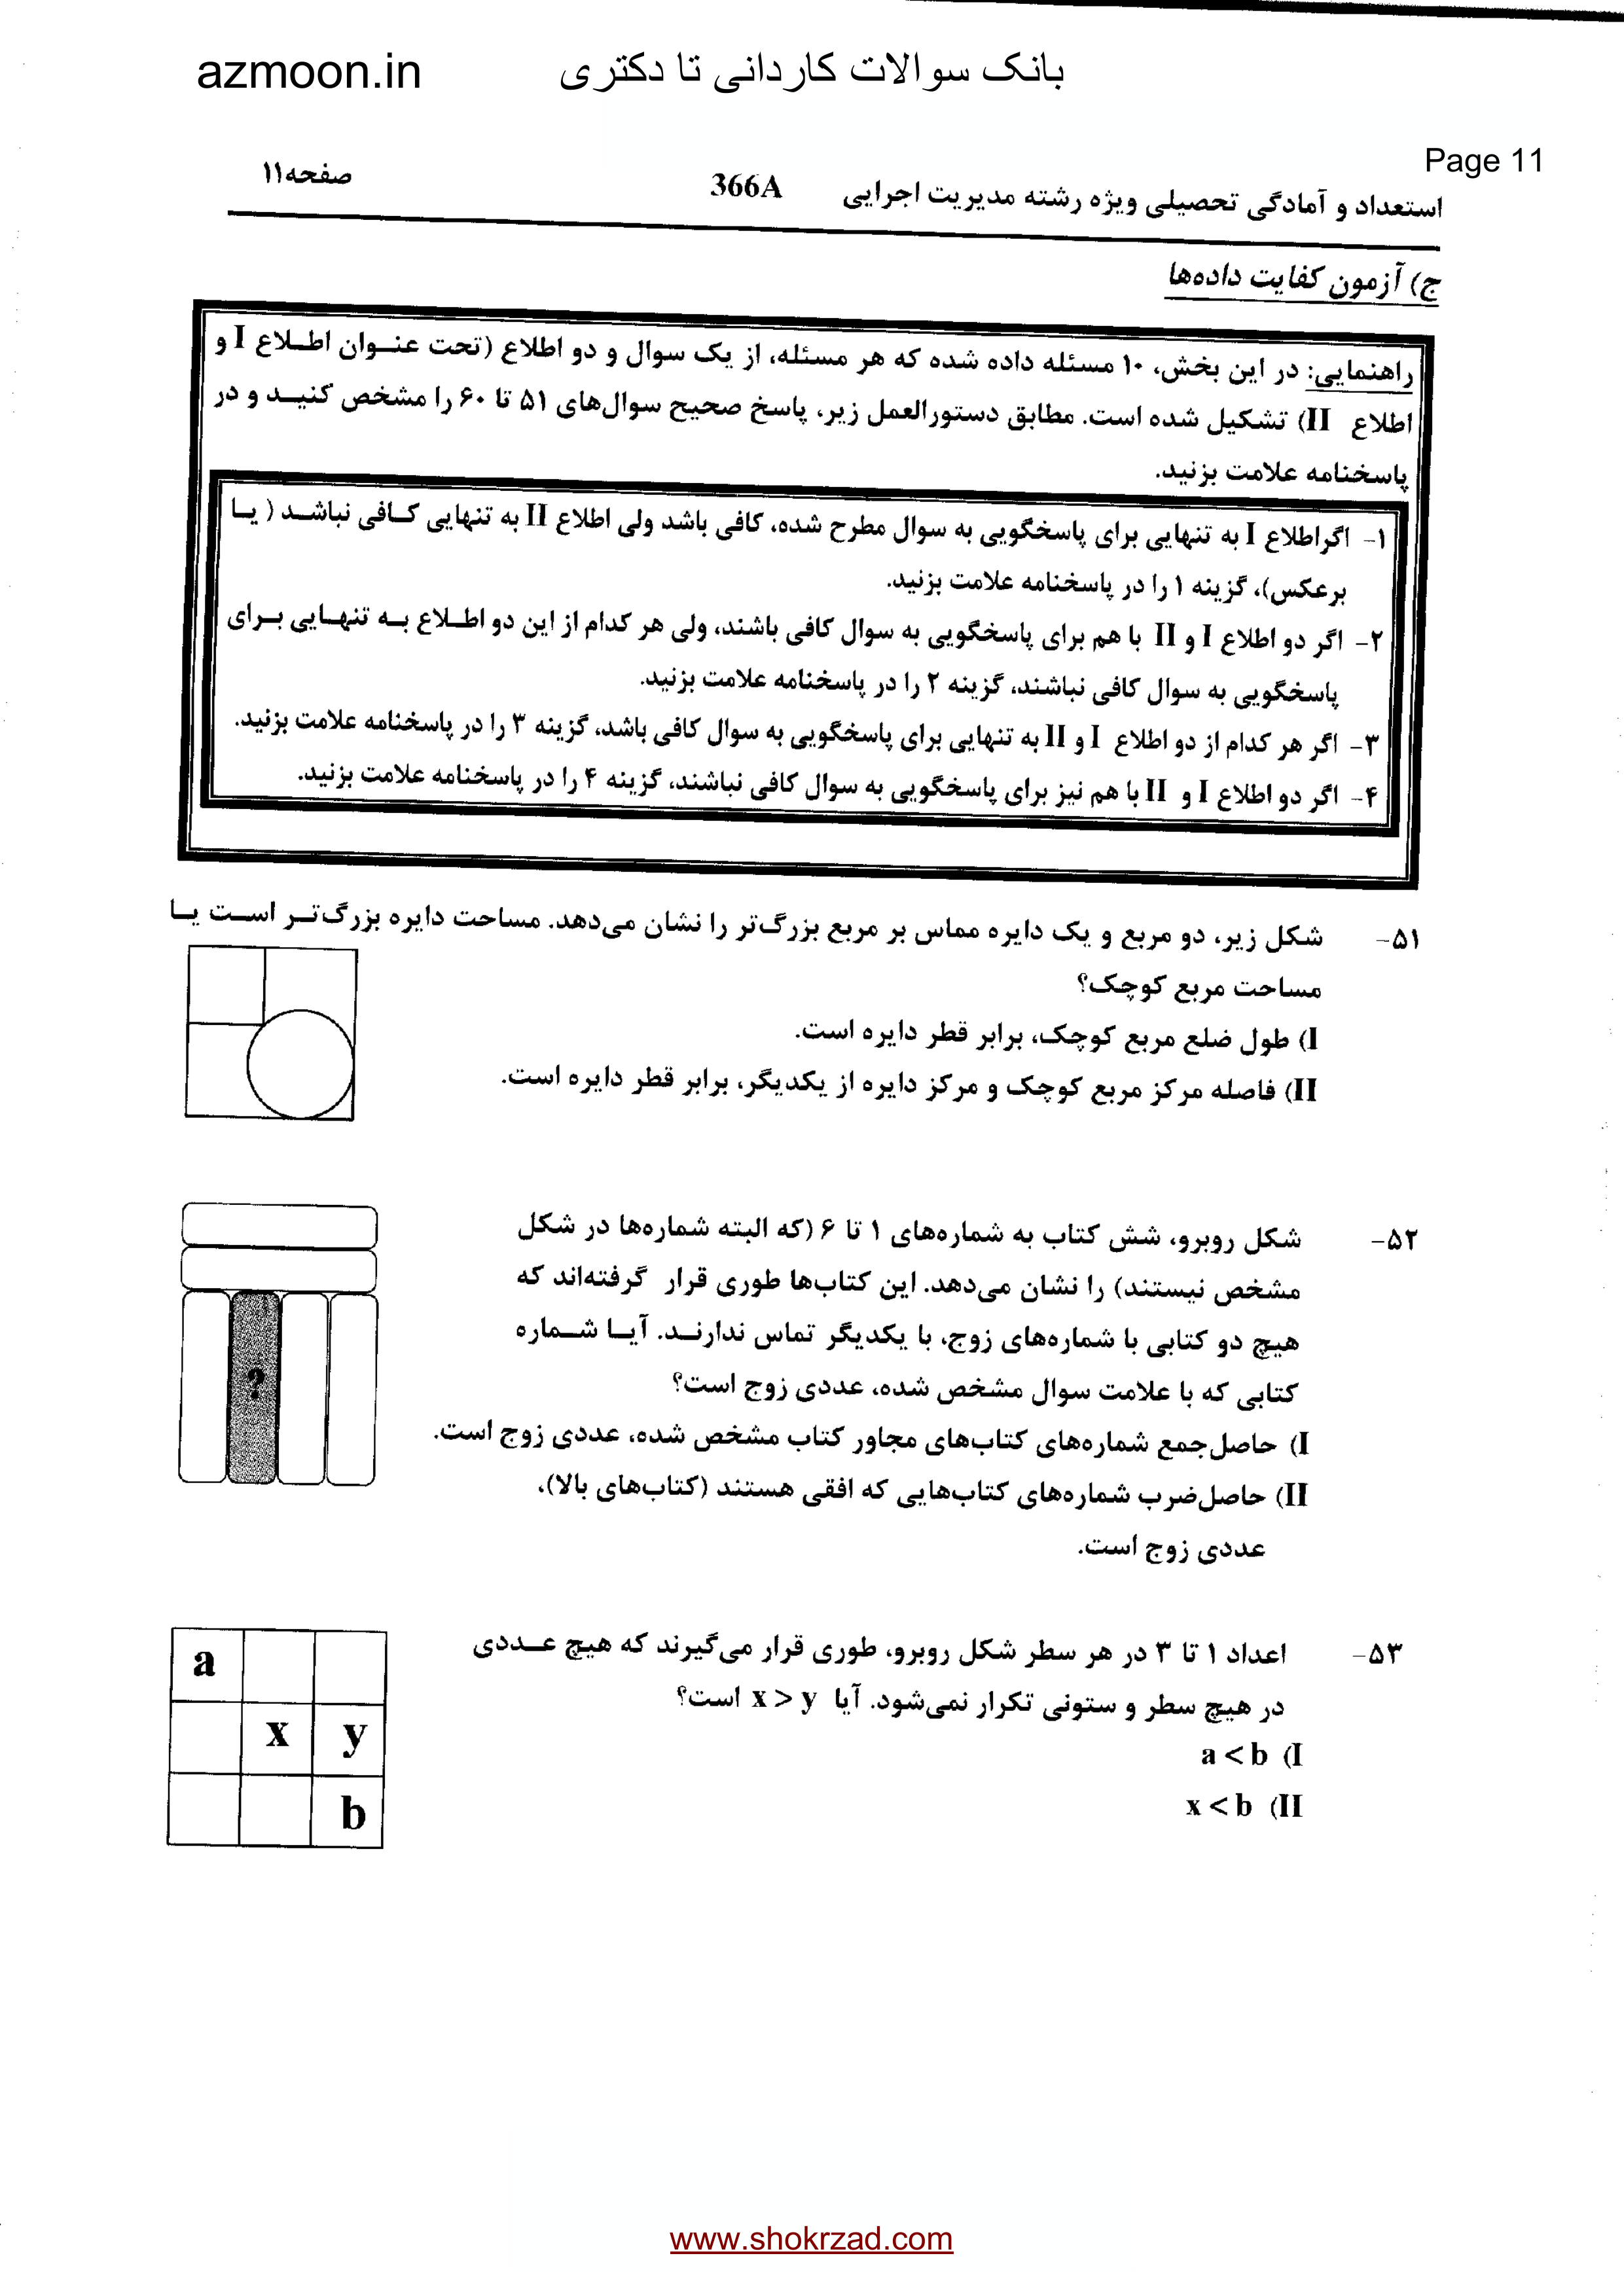 azmoon.in
بانک سوالات کاردانی تا دکتری
Page 11
استعداد و آمادگی تحصیلی ویژه رشته مدیریت اجرایی
366A
صفحه۱۱
ج) آزمون کفایت داده‌ها
راهنمایی: در این بخش، ۱۰ مسئله داده شده که هر مسئله، از یک سوال و دو اطلاع (تحت عنوان اطلاع I و
اطلاع II) تشکیل شده است. مطابق دستورالعمل زیر، پاسخ صحیح سوال‌های ۵۱ تا ۶۰ را مشخص کنید و در
پاسخنامه علامت بزنید.
۱- اگراطلاع I به تنهایی برای پاسخگویی به سوال مطرح شده، کافی باشد ولی اطلاع II به تنهایی کافی نباشد ( یا
برعکس)، گزینه ۱ را در پاسخنامه علامت بزنید.
۲- اگر دو اطلاع I و II با هم برای پاسخگویی به سوال کافی باشند، ولی هر کدام از این دو اطلاع به تنهایی برای
پاسخگویی به سوال کافی نباشند، گزینه ۲ را در پاسخنامه علامت بزنید.
۳- اگر هر کدام از دو اطلاع I و II به تنهایی برای پاسخگویی به سوال کافی باشد، گزینه ۳ را در پاسخنامه علامت بزنید.
۴- اگر دو اطلاع I و II با هم نیز برای پاسخگویی به سوال کافی نباشند، گزینه ۴ را در پاسخنامه علامت بزنید.
۵۱- شکل زیر، دو مربع و یک دایره مماس بر مربع بزرگ‌تر را نشان می‌دهد. مساحت دایره بزرگ‌تر است یا
مساحت مربع کوچک؟
I) طول ضلع مربع کوچک، برابر قطر دایره است.
II) فاصله مرکز مربع کوچک و مرکز دایره از یکدیگر، برابر قطر دایره است.
۵۲- شکل روبرو، شش کتاب به شماره‌های ۱ تا ۶ (که البته شماره‌ها در شکل
مشخص نیستند) را نشان می‌دهد. این کتاب‌ها طوری قرار گرفته‌اند که
هیچ دو کتابی با شماره‌های زوج، با یکدیگر تماس ندارند. آیا شماره
کتابی که با علامت سوال مشخص شده، عددی زوج است؟
I) حاصل‌جمع شماره‌های کتاب‌های مجاور کتاب مشخص شده، عددی زوج است.
II) حاصل‌ضرب شماره‌های کتاب‌هایی که افقی هستند (کتاب‌های بالا)،
عددی زوج است.
?
۵۳- اعداد ۱ تا ۳ در هر سطر شکل روبرو، طوری قرار می‌گیرند که هیچ عددی
در هیچ سطر و ستونی تکرار نمی‌شود. آیا x > y است؟
I) a < b
II) x < b
a
x y
b
www.shokrzad.com